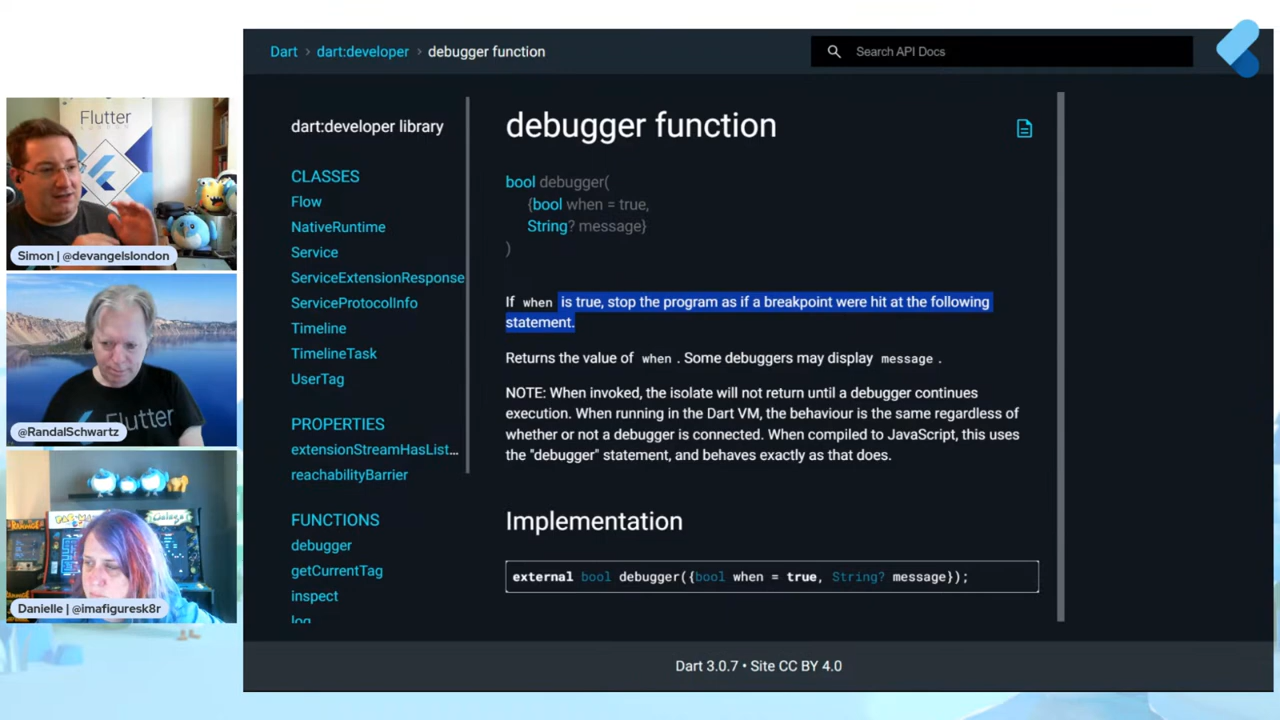 Dart > dart:developer > debugger function
Search API Docs
Flutter
Simon | @devangelslondon
Flutter
@RandalSchwartz
Danielle | @imafiguresk8r
dart:developer library
CLASSES
Flow
NativeRuntime
Service
ServiceExtensionResponse
ServiceProtocolInfo
Timeline
TimelineTask
UserTag
PROPERTIES
extensionStreamHasList...
reachabilityBarrier
FUNCTIONS
debugger
getCurrentTag
inspect
log
debugger function
bool debugger(
{bool when = true,
String? message}
)
If when is true, stop the program as if a breakpoint were hit at the following
statement.
Returns the value of when . Some debuggers may display message .
NOTE: When invoked, the isolate will not return until a debugger continues
execution. When running in the Dart VM, the behaviour is the same regardless of
whether or not a debugger is connected. When compiled to JavaScript, this uses
the "debugger" statement, and behaves exactly as that does.
Implementation
external bool debugger({bool when = true, String? message});
Dart 3.0.7 • Site CC BY 4.0